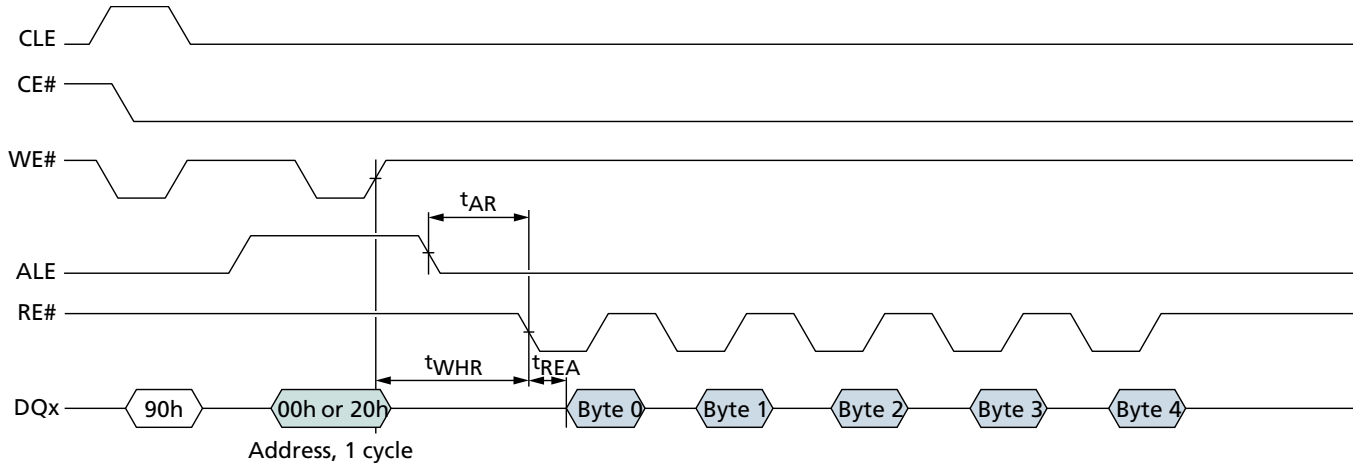 CLE
CE#
WE#
tAR
ALE
RE#
tWHR
tREA
DQx
90h
00h or 20h
Byte 0
Byte 1
Byte 2
Byte 3
Byte 4
Address, 1 cycle